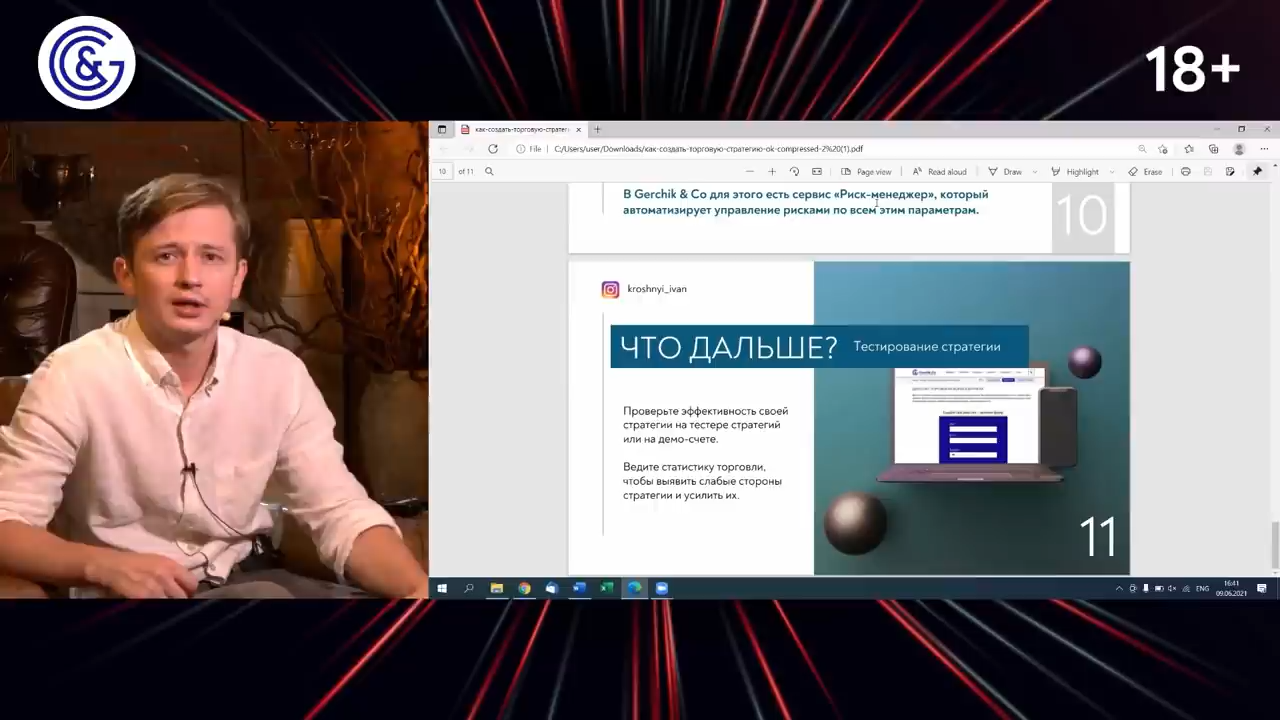 G&G
18+
как-создать-торговую-стратег
File
C:/Users/user/Downloads/как-создать-торговую-стратегию-ok-compressed-2%20(1).pdf
10 of 11
Page view
Read aloud
Draw
Highlight
Erase
В Gerchik & Co для этого есть сервис «Риск-менеджер», который
автоматизирует управление рисками по всем этим параметрам.
10
kroshnyi_ivan
ЧТО ДАЛЬШЕ? Тестирование стратегии
Проверьте эффективность своей
стратегии на тестере стратегий
или на демо-счете.
Ведите статистику торговли,
чтобы выявить слабые стороны
стратегии и усилить их.
11
ENG
16:41
09.06.2021